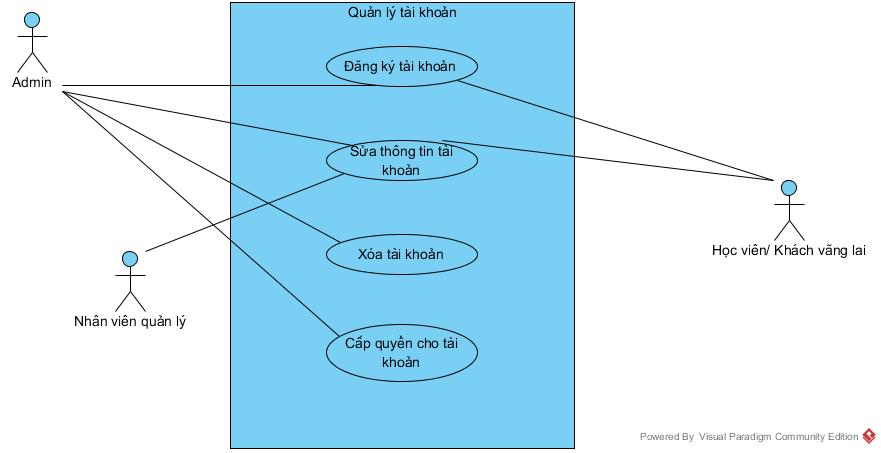 Quản lý tài khoản
Đăng ký tài khoản
Admin
Sửa thông tin tài
khoản
Học viên/ Khách vãng lai
Xóa tài khoản
Nhân viên quản lý
Cấp quyền cho tài
khoản
Powered By Visual Paradigm Community Edition